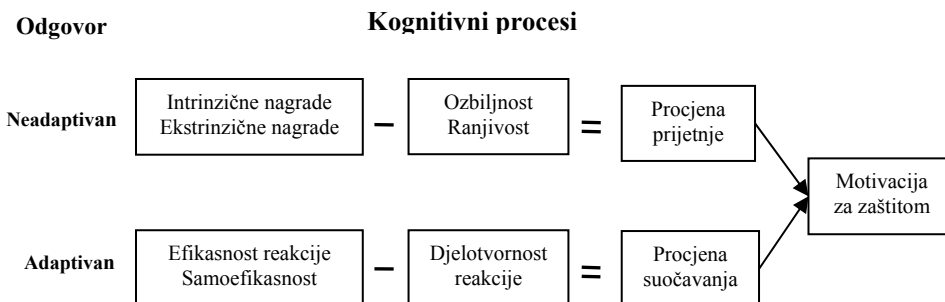 Odgovor
Kognitivni procesi
Neadaptivan
Intrinzične nagrade
Ekstrinzične nagrade
–
Ozbiljnost
Ranjivost
=
Procjena
prijetnje
Motivacija
za zaštitom
Adaptivan
Efikasnost reakcije
Samoefikasnost
–
Djelotvornost
reakcije
=
Procjena
suočavanja